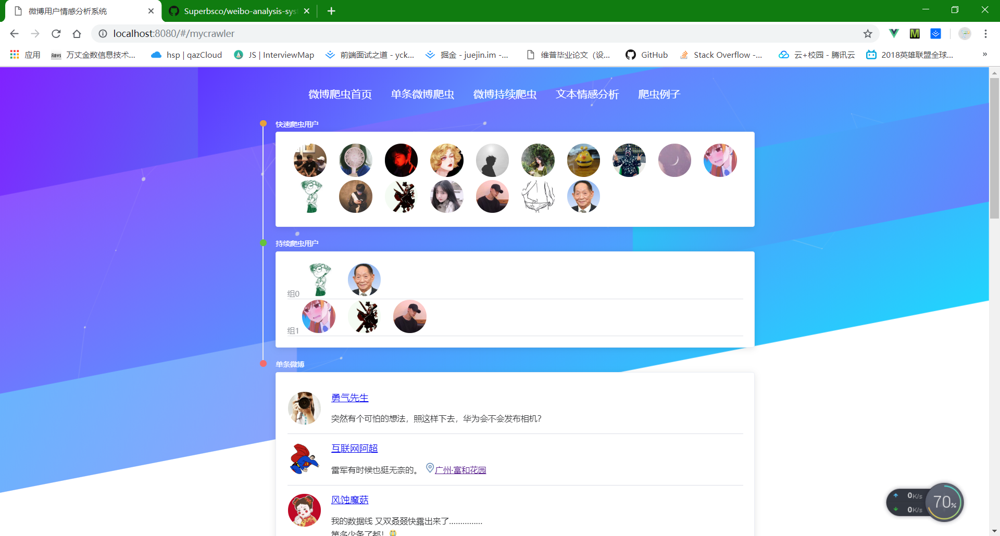 微博用户情感分析系统
Superbsco/weibo-analysis-syst
localhost:8080/#/mycrawler
应用
万丈金数信息技术...
hsp | qazCloud
JS | InterviewMap
前端面试之道 - yck...
掘金 - juejin.im -...
维普毕业论文（设...
GitHub
Stack Overflow -...
云+校园 - 腾讯云
2018英雄联盟全球...
»
微博爬虫首页
单条微博爬虫
微博持续爬虫
文本情感分析
爬虫例子
快速爬虫用户
持续爬虫用户
组0
组1
单条微博
勇气先生
突然有个可怕的想法，照这样下去，华为会不会发布相机？
互联网阿超
雷军有时候也挺无奈的。 广州·富和花园
风蚀魔菇
我的数据线 又双叒叕快露出来了...............
第多少条了都！
0K/s
0K/s
70%